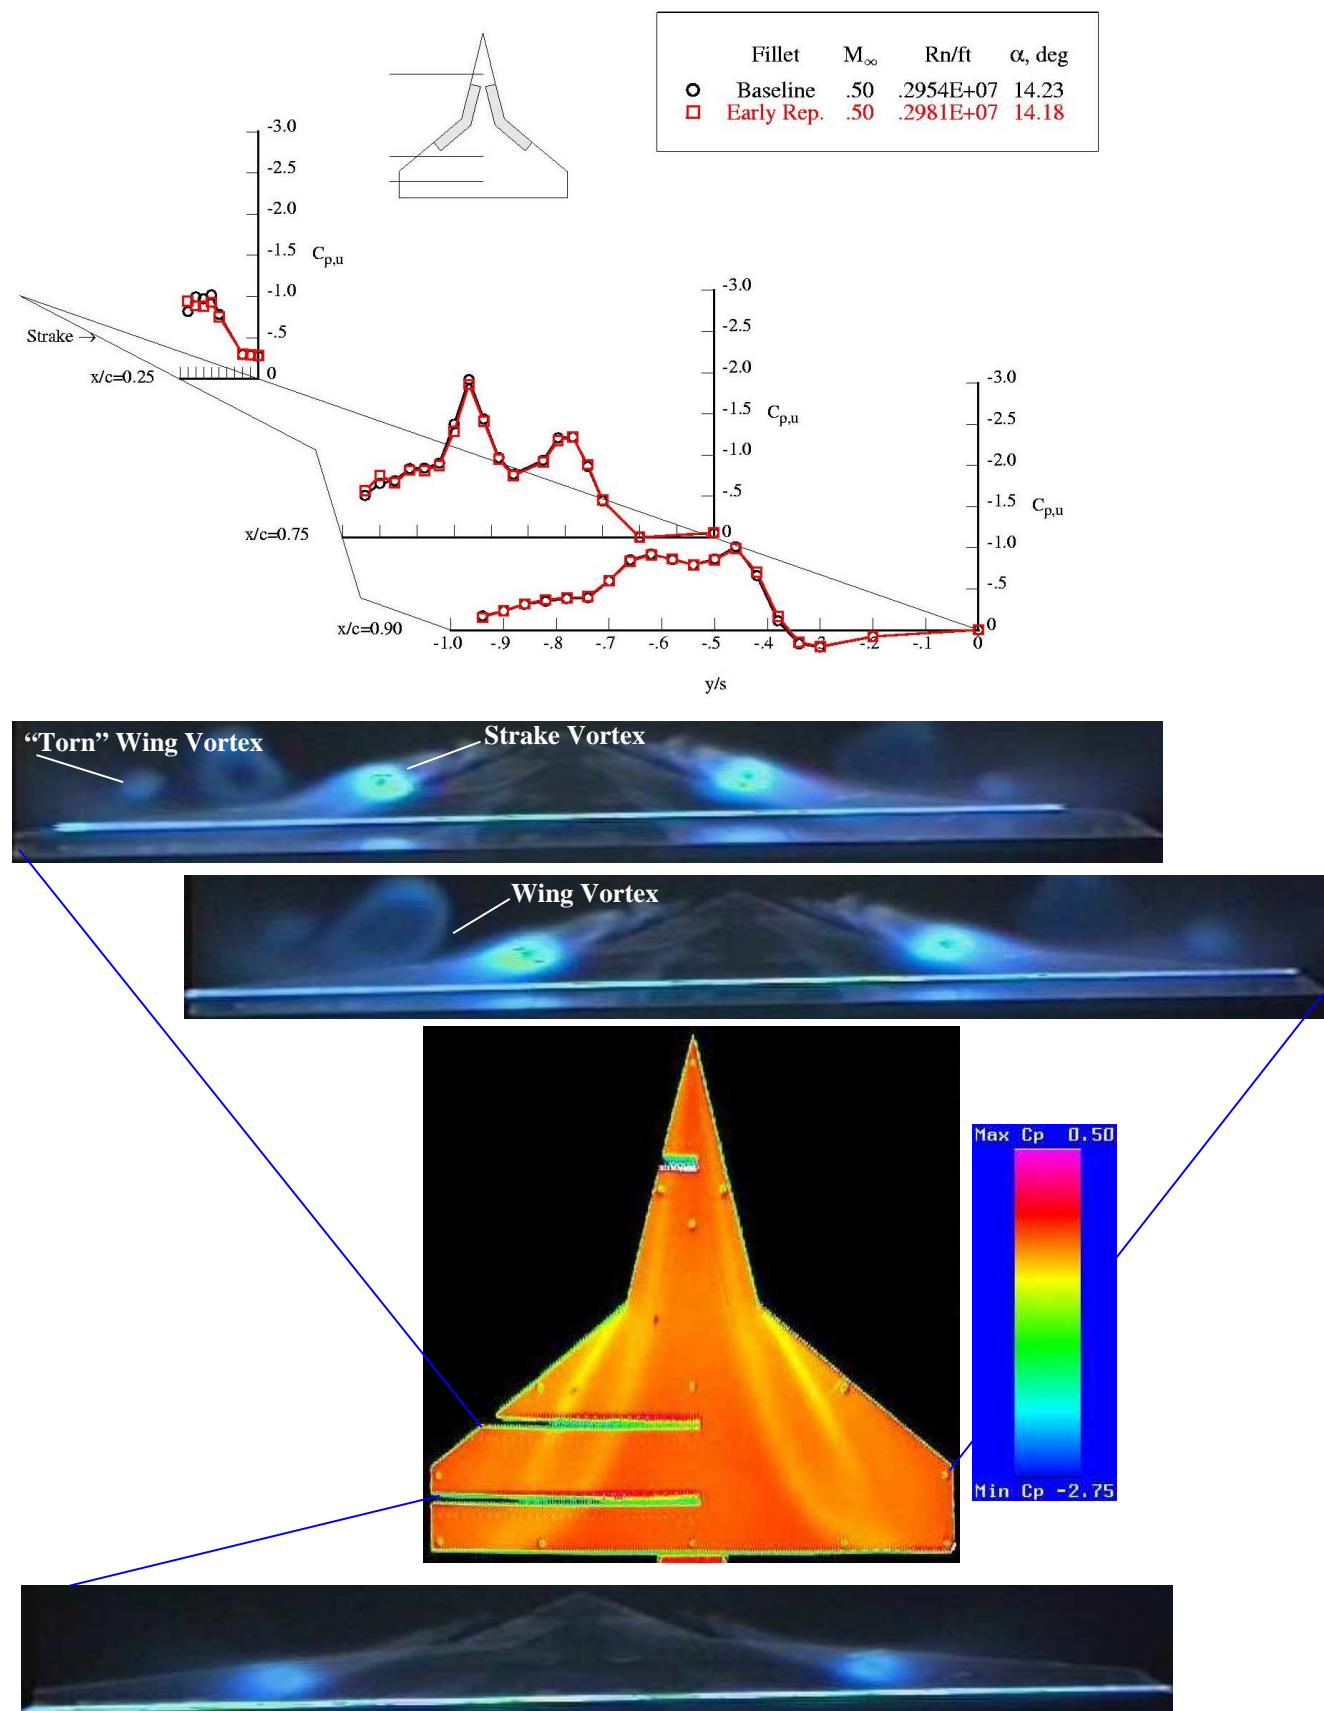 Fillet M∞ Rn/ft α, deg
Baseline .50 .2954E+07 14.23
Early Rep. .50 .2981E+07 14.18
-3.0
-2.5
-2.0
-1.5
Cp,u
-1.0
-.5
0
Strake →
x/c=0.25
-3.0
-2.5
-2.0
-1.5
Cp,u
-1.0
-.5
0
x/c=0.75
-3.0
-2.5
-2.0
-1.5
Cp,u
-1.0
-.5
0
x/c=0.90
-1.0 -.9 -.8 -.7 -.6 -.5 -.4 -.3 -.2 -.1 0
y/s
“Torn” Wing Vortex
Strake Vortex
Wing Vortex
Max Cp 0.50
Min Cp -2.75